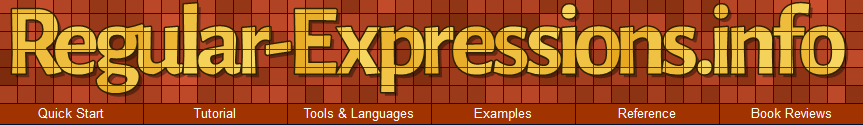 Regular-Expressions.info
Quick Start Tutorial Tools & Languages Examples Reference Book Reviews